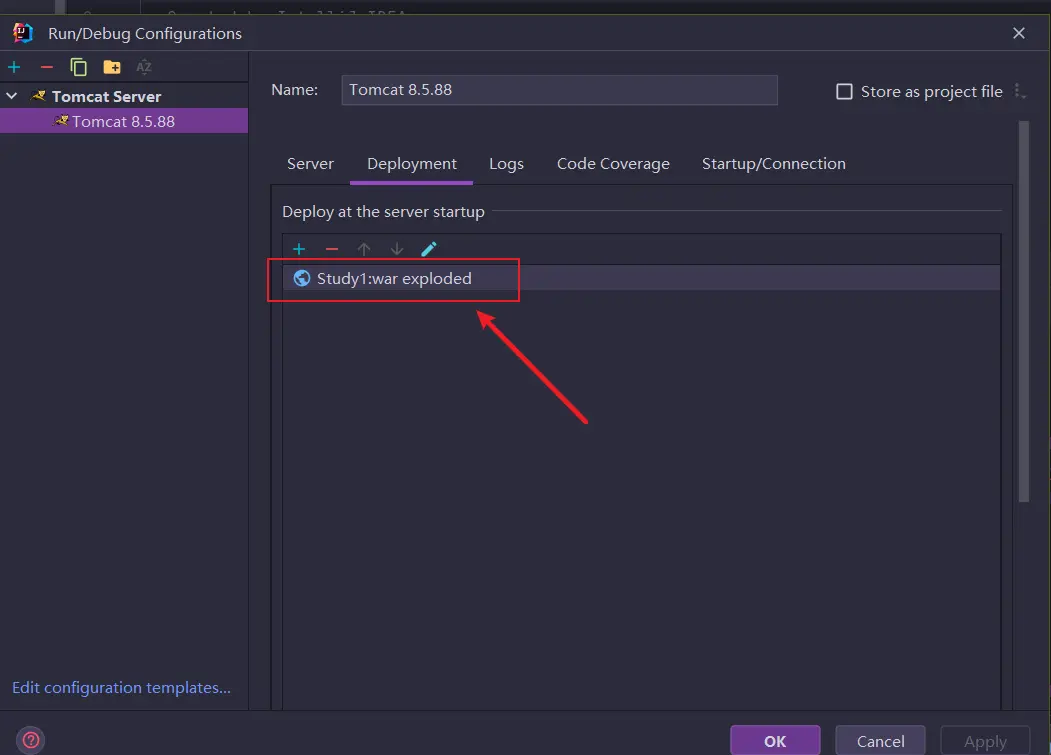 Run/Debug Configurations
Tomcat Server
Tomcat 8.5.88
Name: Tomcat 8.5.88 Store as project file
Server Deployment Logs Code Coverage Startup/Connection
Deploy at the server startup
Study1:war exploded
Edit configuration templates...
? OK Cancel Apply